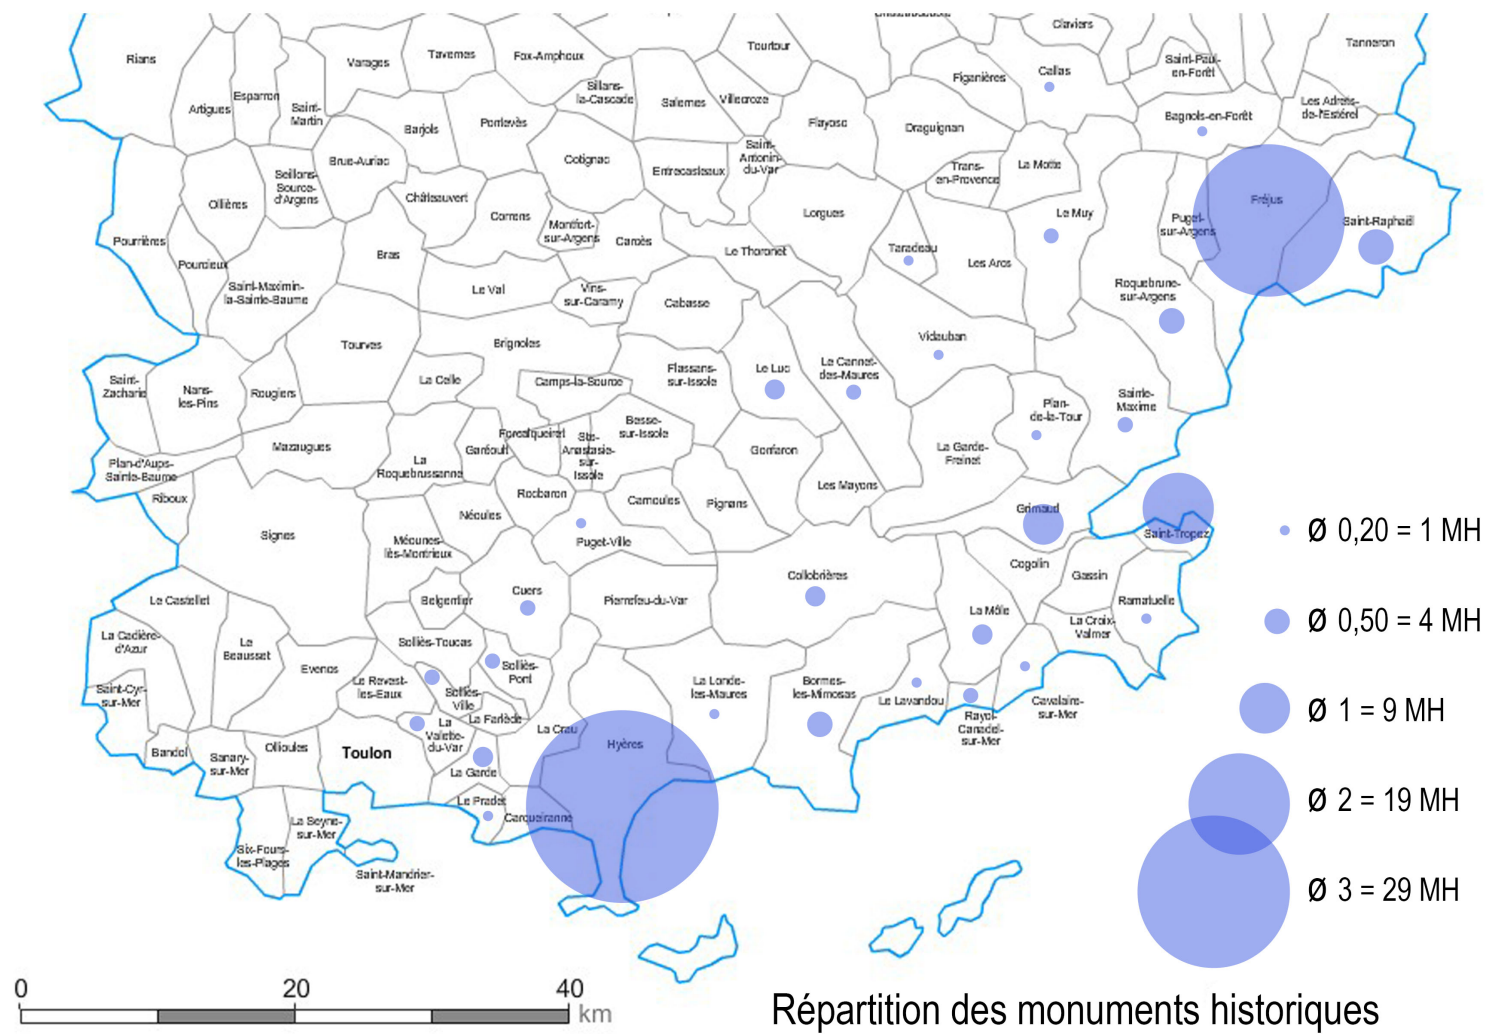 Claviers
Tanneron
Rians
Varages
Tavernes
Fox-Amphoux
Tourtour
Saint-Paul-
en-Forêt
Figanières
Callas
Artigues
Esparron
Saint-
Martin
Sillans-
la-Cascade
Salernes
Villecroze
Les Adrets-
de-l'Estérel
Bagnols-en-Forêt
Barjols
Pontevès
Flayosc
Draguignan
Brue-Auriac
Cotignac
Entrecasteaux
Saint-
Antonin-
du-Var
Trans-
en-Provence
La Motte
Seillons-
Source-
d'Argens
Ollières
Châteauvert
Correns
Montfort-
sur-Argens
Carcès
Lorgues
Le Muy
Puget-
sur-Argens
Fréjus
Saint-Raphaël
Pourrières
Pourcieux
Bras
Le Thoronet
Taradeau
Les Arcs
Saint-Maximin-
la-Sainte-Baume
Le Val
Vins-
sur-Caramy
Cabasse
Roquebrune-
sur-Argens
Tourves
Brignoles
Vidauban
Saint-
Zacharie
Nans-
les-Pins
Rougiers
La Celle
Camps-la-Source
Flassans-
sur-Issole
Le Luc
Le Cannet-
des-Maures
Plan-
de-la-Tour
Sainte-
Maxime
Mazaugues
La
Roquebrussanne
Garéoult
Forcalqueiret
Ste-
Anastasie-
sur-
Issole
Besse-
sur-Issole
Gonfaron
La Garde-
Freinet
Plan-d'Aups-
Sainte-Baume
Riboux
Rocbaron
Carnoules
Pignans
Les Mayons
Signes
Néoules
Méounes-
lès-Montrieux
Puget-Ville
Grimaud
Saint-Tropez
Ø 0,20 = 1 MH
Cogolin
Gassin
Collobrières
Le Castellet
Belgentier
Cuers
Pierrefeu-du-Var
La Môle
La Croix-
Valmer
Ramatuelle
Ø 0,50 = 4 MH
La Cadière-
d'Azur
Le
Beausset
Evenos
Solliès-Toucas
Solliès-
Pont
Le Revest-
les-Eaux
Solliès-
Ville
La Londe-
les-Maures
Bormes-
les-Mimosas
Le Lavandou
Rayol-
Canadel-
sur-Mer
Cavalaire-
sur-Mer
Ø 1 = 9 MH
Saint-Cyr-
sur-Mer
La Farlède
La
Valette-
du-Var
La Crau
Hyères
Bandol
Sanary-
sur-Mer
Ollioules
Toulon
La Garde
Le Pradet
Carqueiranne
Ø 2 = 19 MH
La Seyne-
sur-Mer
Six-Fours-
les-Plages
Saint-Mandrier-
sur-Mer
Ø 3 = 29 MH
0 20 40
km
Répartition des monuments historiques